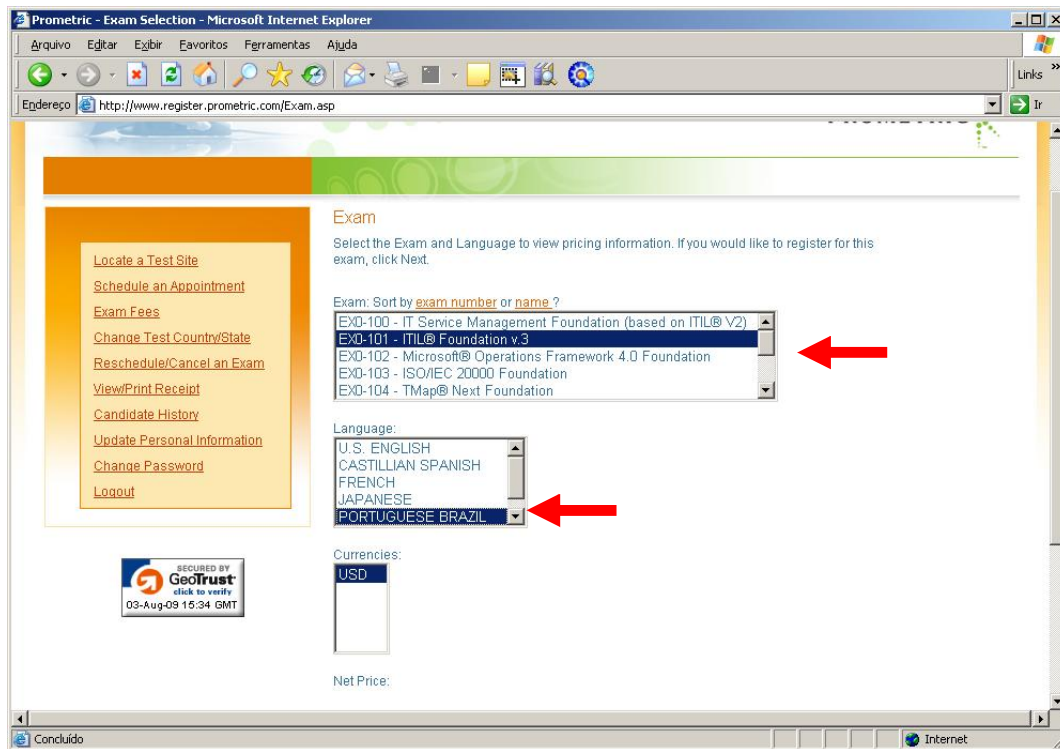 Prometric - Exam Selection - Microsoft Internet Explorer
Arquivo Editar Exibir Favoritos Ferramentas Ajuda
Links »
Endereço http://www.register.prometric.com/Exam.asp Ir
Exam
Select the Exam and Language to view pricing information. If you would like to register for this
exam, click Next.
Locate a Test Site
Schedule an Appointment
Exam Fees
Change Test Country/State
Reschedule/Cancel an Exam
View/Print Receipt
Candidate History
Update Personal Information
Change Password
Logout
Exam: Sort by exam number or name ?
EX0-100 - IT Service Management Foundation (based on ITIL® V2)
EX0-101 - ITIL® Foundation v.3
EX0-102 - Microsoft® Operations Framework 4.0 Foundation
EX0-103 - ISO/IEC 20000 Foundation
EX0-104 - TMap® Next Foundation
Language:
U.S. ENGLISH
CASTILLIAN SPANISH
FRENCH
JAPANESE
PORTUGUESE BRAZIL
SECURED BY
GeoTrust
click to verify
03-Aug-09 15:34 GMT
Currencies:
USD
Net Price:
Concluído Internet